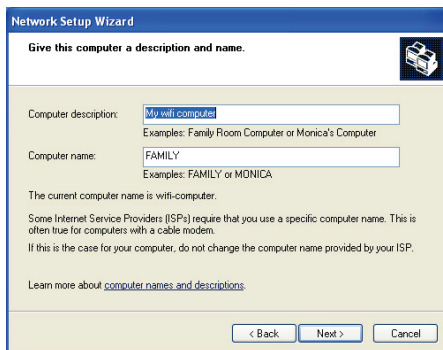 Network Setup Wizard
Give this computer a description and name.
Computer description: My wifi computer
Examples: Family Room Computer or Monica's Computer
Computer name: FAMILY
Examples: FAMILY or MONICA
The current computer name is wifi-computer.
Some Internet Service Providers (ISPs) require that you use a specific computer name. This is
often true for computers with a cable modem.
If this is the case for your computer, do not change the computer name provided by your ISP.
Learn more about computer names and descriptions.
< Back Next > Cancel